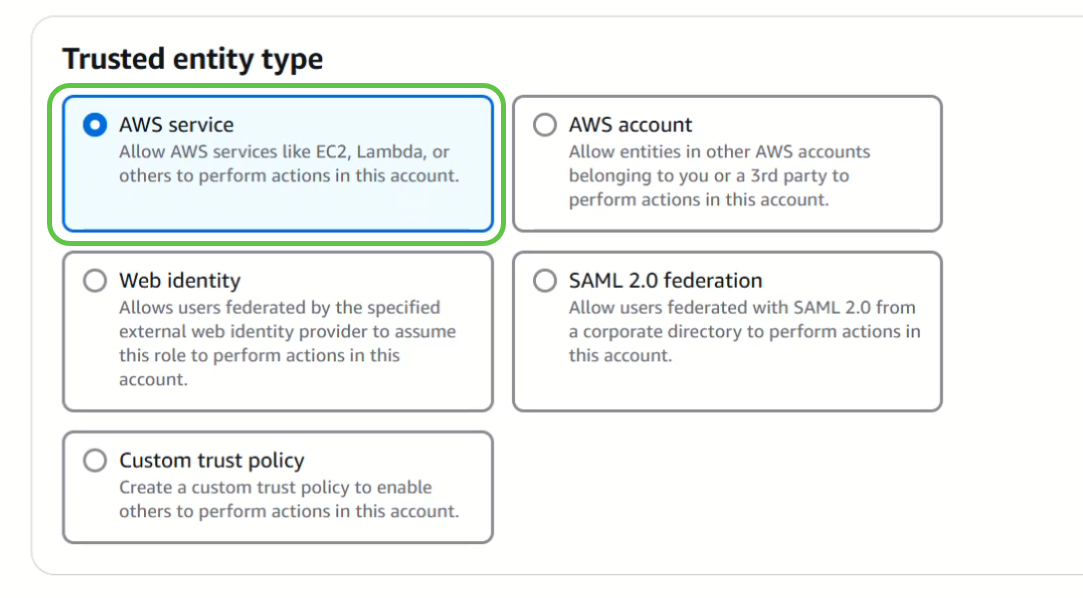 Trusted entity type
AWS service
Allow AWS services like EC2, Lambda, or
others to perform actions in this account.
AWS account
Allow entities in other AWS accounts
belonging to you or a 3rd party to
perform actions in this account.
Web identity
Allows users federated by the specified
external web identity provider to assume
this role to perform actions in this
account.
SAML 2.0 federation
Allow users federated with SAML 2.0 from
a corporate directory to perform actions in
this account.
Custom trust policy
Create a custom trust policy to enable
others to perform actions in this account.